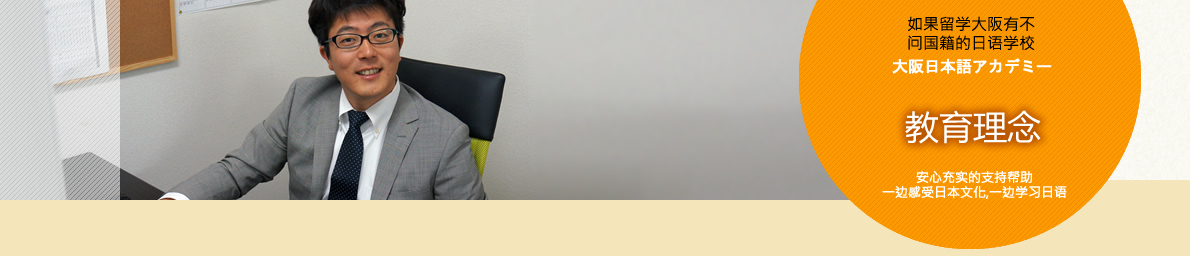 如果留学大阪有不
问国籍的日语学校
大阪日本語アカデミー
教育理念
安心充实的支持帮助
一边感受日本文化,一边学习日语